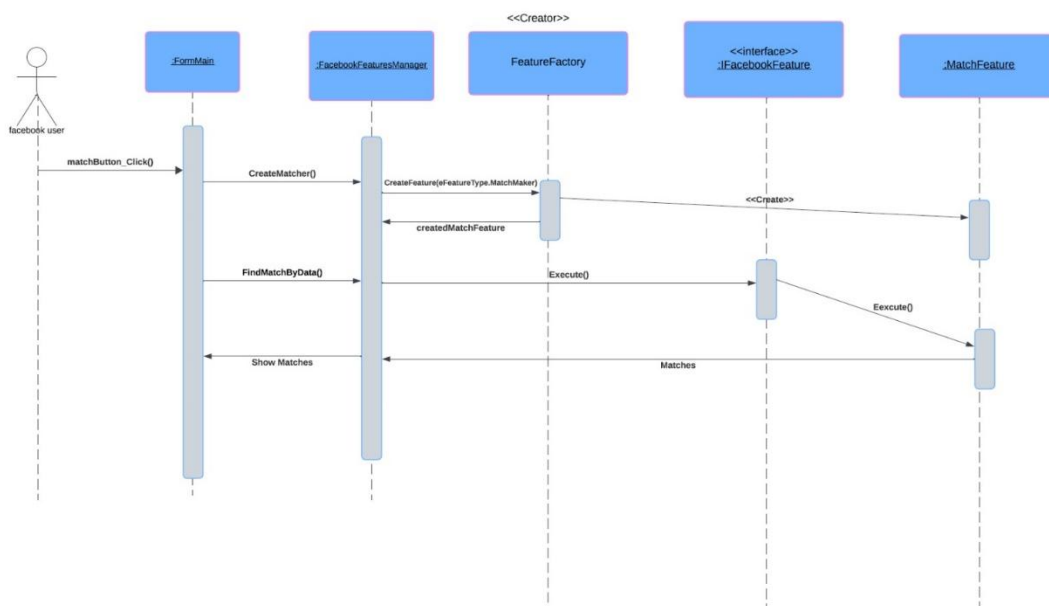 <<Creator>>
:FormMain
:FacebookFeaturesManager
FeatureFactory
<<interface>>
:IFacebookFeature
:MatchFeature
facebook user
matchButton_Click()
CreateMatcher()
CreateFeature(eFeatureType.MatchMaker)
<<Create>>
createdMatchFeature
FindMatchByData()
Execute()
Eexcute()
Show Matches
Matches